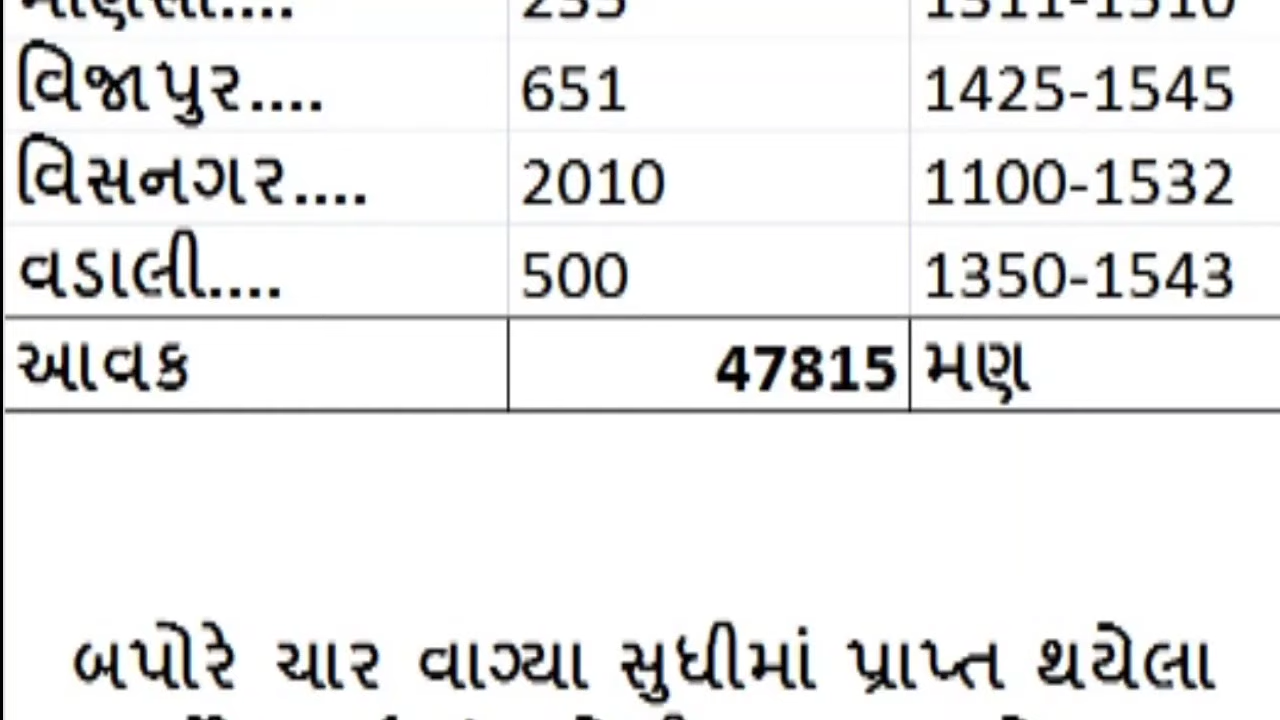 વિજાપુર.... 651 1425-1545
વિસનગર.... 2010 1100-1532
વડાલી.... 500 1350-1543
આવક 47815 મણ
બપોરે ચાર વાગ્યા સુધીમાં પ્રાપ્ત થયેલા